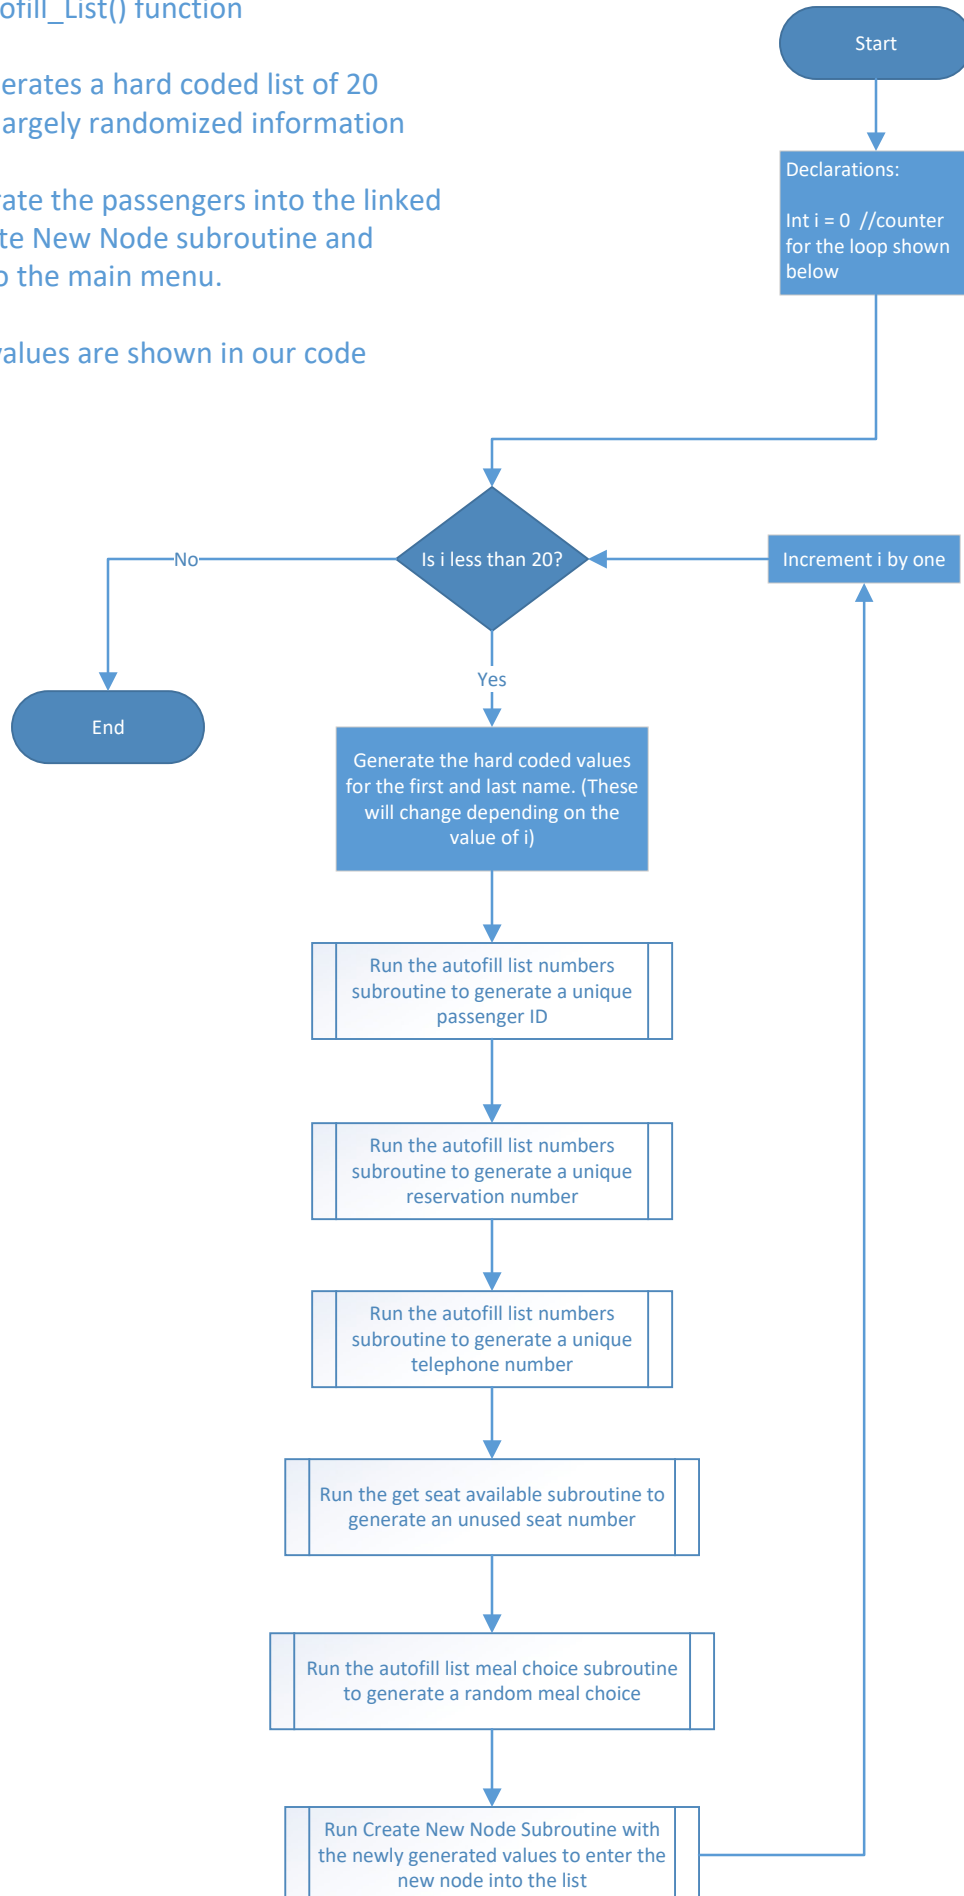 ofill_List() function
erates a hard coded list of 20
argely randomized information
rate the passengers into the linked
te New Node subroutine and
o the main menu.
values are shown in our code
Start
Declarations:
Int i = 0  //counter
for the loop shown
below
Is i less than 20?
No
Increment i by one
Yes
End
Generate the hard coded values
for the first and last name. (These
will change depending on the
value of i)
Run the autofill list numbers
subroutine to generate a unique
passenger ID
Run the autofill list numbers
subroutine to generate a unique
reservation number
Run the autofill list numbers
subroutine to generate a unique
telephone number
Run the get seat available subroutine to
generate an unused seat number
Run the autofill list meal choice subroutine
to generate a random meal choice
Run Create New Node Subroutine with
the newly generated values to enter the
new node into the list